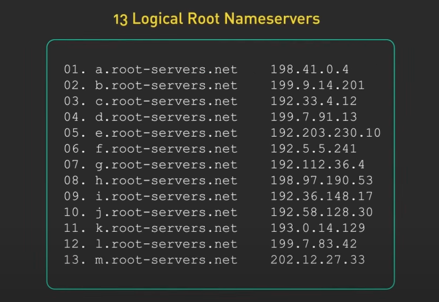 13 Logical Root Nameservers
01. a.root-servers.net 198.41.0.4
02. b.root-servers.net 199.9.14.201
03. c.root-servers.net 192.33.4.12
04. d.root-servers.net 199.7.91.13
05. e.root-servers.net 192.203.230.10
06. f.root-servers.net 192.5.5.241
07. g.root-servers.net 192.112.36.4
08. h.root-servers.net 198.97.190.53
09. i.root-servers.net 192.36.148.17
10. j.root-servers.net 192.58.128.30
11. k.root-servers.net 193.0.14.129
12. l.root-servers.net 199.7.83.42
13. m.root-servers.net 202.12.27.33